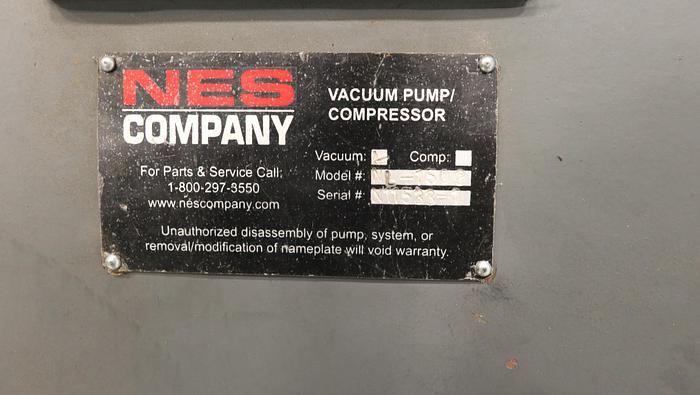 NES
COMPANY
VACUUM PUMP/
COMPRESSOR
Vacuum:
Comp:
Model #:
Serial #:
For Parts & Service Call:
1-800-297-3550
www.nescompany.com
Unauthorized disassembly of pump, system, or
removal/modification of nameplate will void warranty.